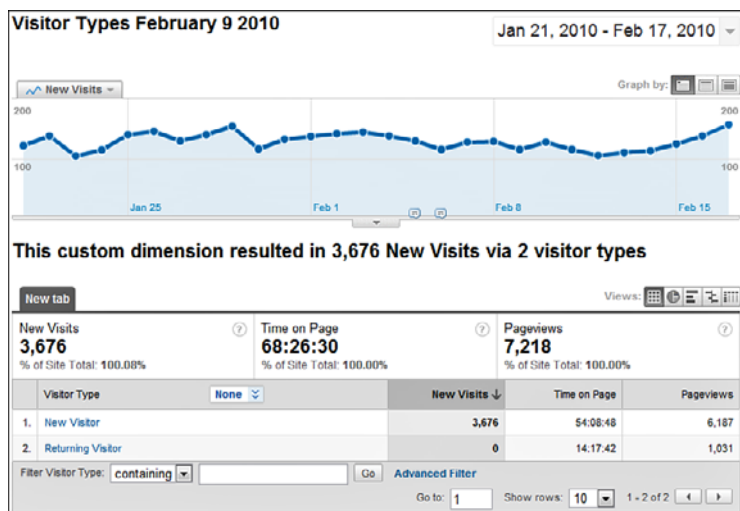 Visitor Types February 9 2010
Jan 21, 2010 - Feb 17, 2010
New Visits
Graph by:
200
200
100
100
Jan 25
Feb 1
Feb 8
Feb 15
This custom dimension resulted in 3,676 New Visits via 2 visitor types
New tab
Views:
New Visits ? Time on Page ? Pageviews ?
3,676 68:26:30 7,218
% of Site Total: 100.08% % of Site Total: 100.00% % of Site Total: 100.00%
Visitor Type None New Visits ↓ Time on Page Pageviews
1. New Visitor 3,676 54:08:48 6,187
2. Returning Visitor 0 14:17:42 1,031
Filter Visitor Type: containing Go Advanced Filter
Go to: 1 Show rows: 10 1 - 2 of 2